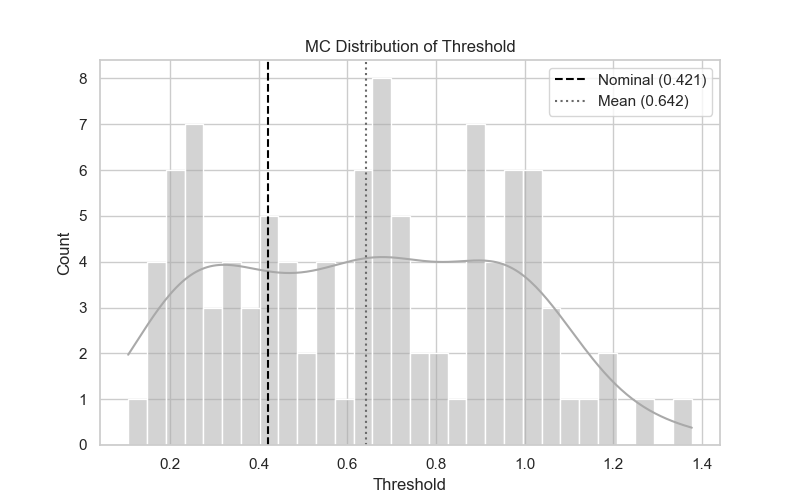 MC Distribution of Threshold
Nominal (0.421)
Mean (0.642)
Count
8
7
6
5
4
3
2
1
0
0.2 0.4 0.6 0.8 1.0 1.2 1.4
Threshold